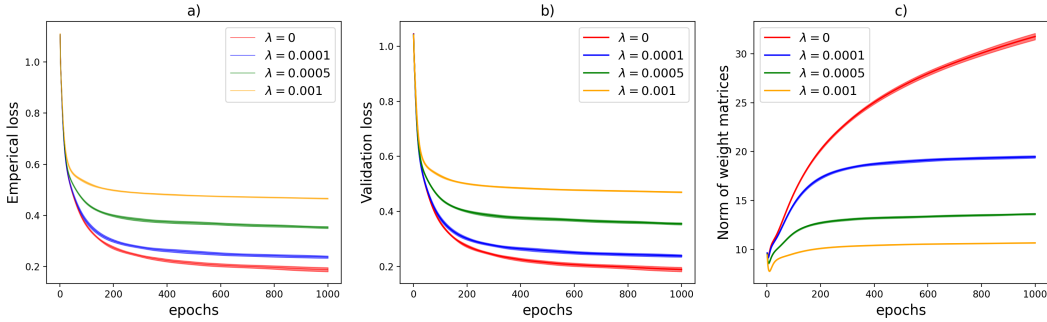 a)
Emperical loss
1.0
0.8
0.6
0.4
0.2
0
200
400
600
800
1000
epochs
λ = 0
λ = 0.0001
λ = 0.0005
λ = 0.001
b)
Validation loss
1.0
0.8
0.6
0.4
0.2
0
200
400
600
800
1000
epochs
λ = 0
λ = 0.0001
λ = 0.0005
λ = 0.001
c)
Norm of weight matrices
30
25
20
15
10
0
200
400
600
800
1000
epochs
λ = 0
λ = 0.0001
λ = 0.0005
λ = 0.001